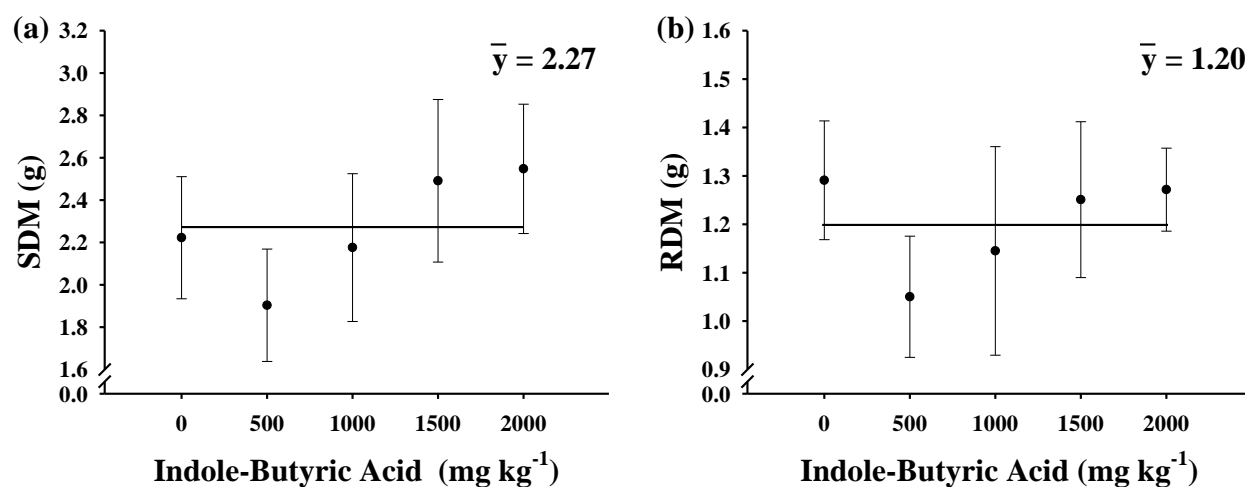 (a)
ȳ = 2.27
SDM (g)
3.2
3.0
2.8
2.6
2.4
2.2
2.0
1.8
1.6
0.0
0 500 1000 1500 2000
Indole-Butyric Acid (mg kg⁻¹)
(b)
ȳ = 1.20
RDM (g)
1.6
1.5
1.4
1.3
1.2
1.1
1.0
0.9
0.0
0 500 1000 1500 2000
Indole-Butyric Acid (mg kg⁻¹)